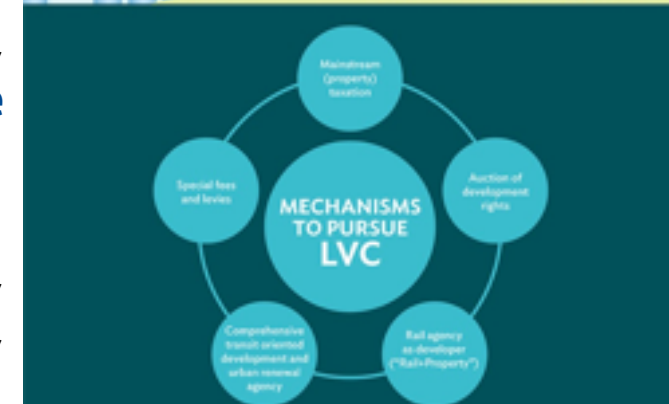 Mainstream
(property)
taxation
Special fees
and levies
Auction of
development
rights
MECHANISMS
TO PURSUE
LVC
Comprehensive
transit oriented
development and
urban renewal
agency
Rail agency
as developer
("Rail+Property")